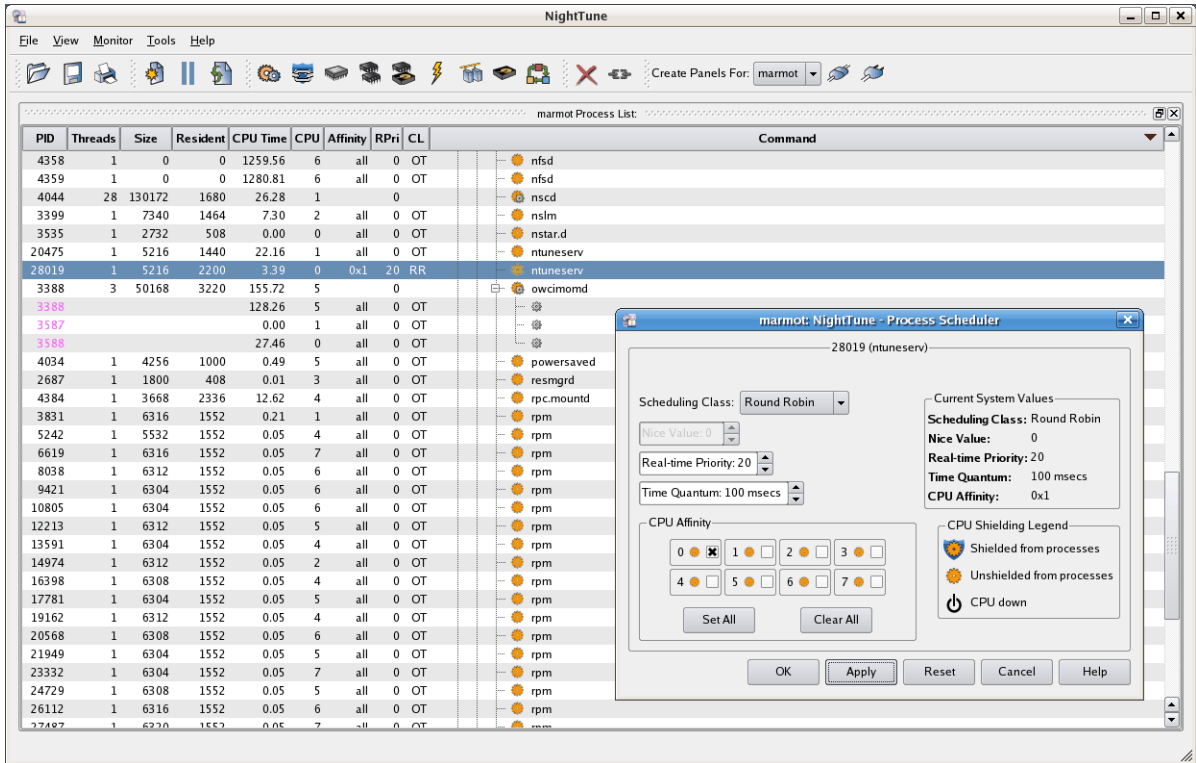 NightTune
File View Monitor Tools Help
Create Panels For: marmot
marmot Process List:
PID Threads Size Resident CPU Time CPU Affinity RPri CL Command
4358 1 0 0 1259.56 6 all 0 OT nfsd
4359 1 0 0 1280.81 6 all 0 OT nfsd
4044 28 130172 1680 26.28 1 0 nscd
3399 1 7340 1464 7.30 2 all 0 OT nslm
3535 1 2732 508 0.00 0 all 0 OT nstar.d
20475 1 5216 1440 22.16 1 all 0 OT ntuneserv
28019 1 5216 2200 3.39 0 0x1 20 RR ntuneserv
3388 3 50168 3220 155.72 5 0 owcimomd
3388 128.26 5 all 0 OT
3587 0.00 1 all 0 OT
3588 27.46 0 all 0 OT
4034 1 4256 1000 0.49 5 all 0 OT powersaved
2687 1 1800 408 0.01 3 all 0 OT resmgrd
4384 1 3668 2336 12.62 4 all 0 OT rpc.mountd
3831 1 6316 1552 0.21 1 all 0 OT rpm
5242 1 5532 1552 0.05 4 all 0 OT rpm
6619 1 6316 1552 0.05 7 all 0 OT rpm
8038 1 6312 1552 0.05 6 all 0 OT rpm
9421 1 6304 1552 0.05 6 all 0 OT rpm
10805 1 6304 1552 0.05 6 all 0 OT rpm
12213 1 6312 1552 0.05 5 all 0 OT rpm
13591 1 6304 1552 0.05 4 all 0 OT rpm
14974 1 6312 1552 0.05 2 all 0 OT rpm
16398 1 6308 1552 0.05 4 all 0 OT rpm
17781 1 6304 1552 0.05 5 all 0 OT rpm
19162 1 6312 1552 0.05 4 all 0 OT rpm
20568 1 6308 1552 0.05 6 all 0 OT rpm
21949 1 6304 1552 0.05 5 all 0 OT rpm
23332 1 6304 1552 0.05 7 all 0 OT rpm
24729 1 6308 1552 0.05 5 all 0 OT rpm
26112 1 6316 1552 0.05 6 all 0 OT rpm
27487 1 6320 1552 0.05 7 all 0 OT rpm
marmot: NightTune - Process Scheduler
28019 (ntuneserv)
Scheduling Class: Round Robin
Nice Value: 0
Real-time Priority: 20
Time Quantum: 100 msecs
Current System Values
Scheduling Class: Round Robin
Nice Value: 0
Real-time Priority: 20
Time Quantum: 100 msecs
CPU Affinity: 0x1
CPU Affinity
0 1 2 3
4 5 6 7
Set All Clear All
CPU Shielding Legend
Shielded from processes
Unshielded from processes
CPU down
OK Apply Reset Cancel Help